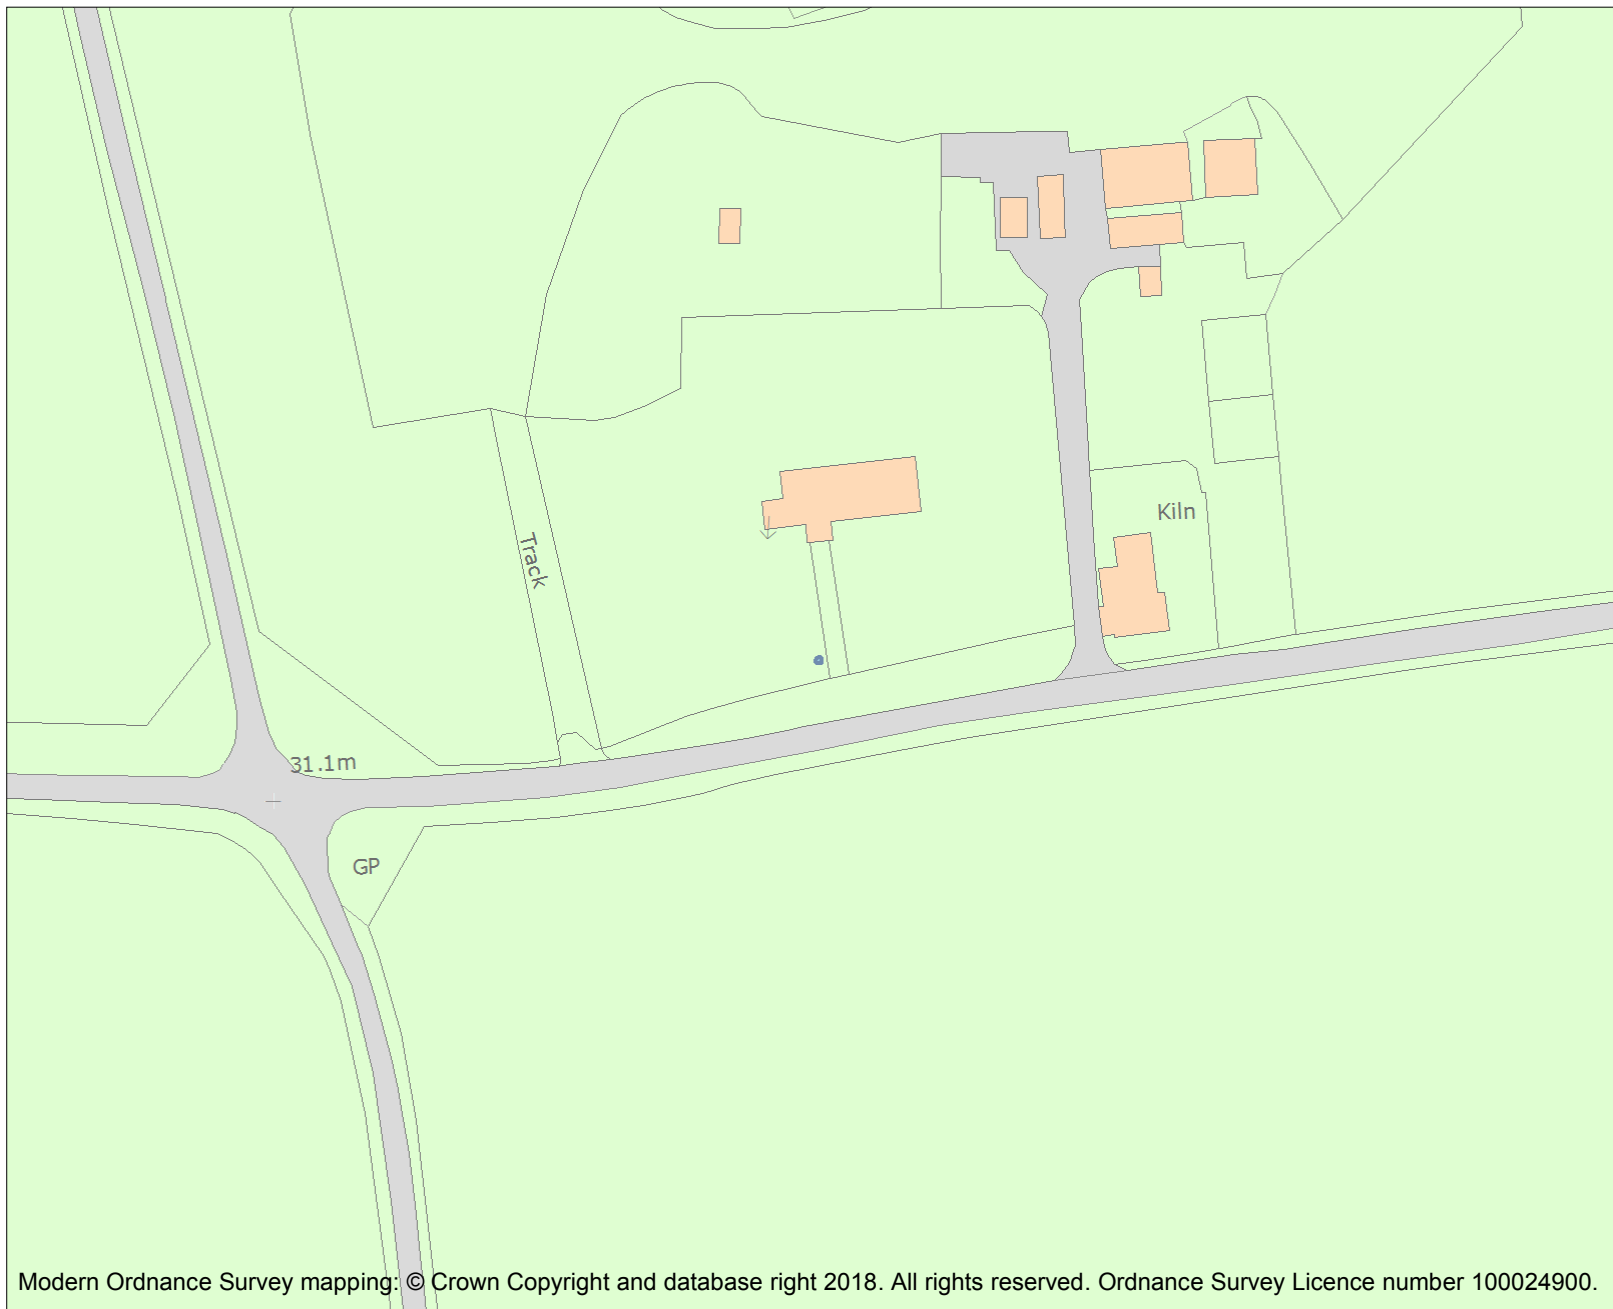 Kiln
Track
31.1m
GP
Modern Ordnance Survey mapping: © Crown Copyright and database right 2018. All rights reserved. Ordnance Survey Licence number 100024900.